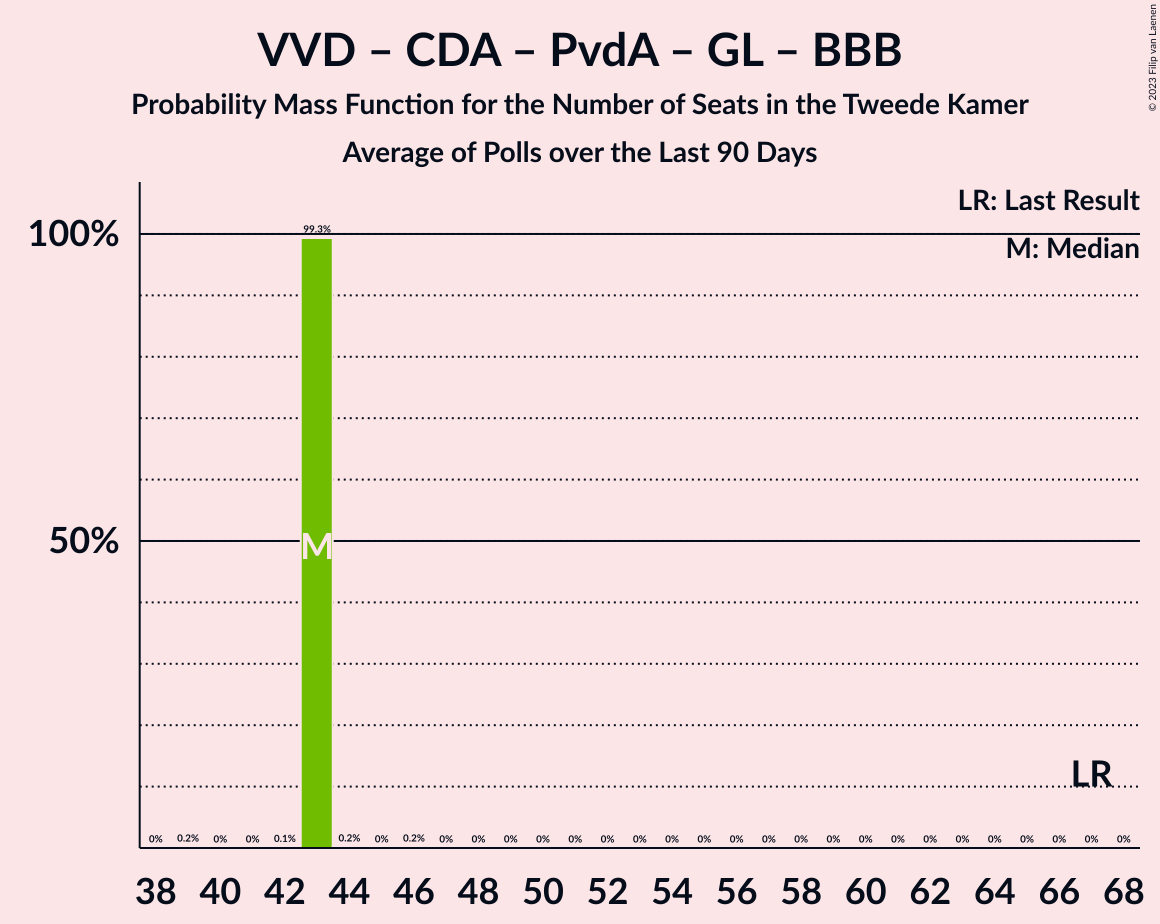 VVD – CDA – PvdA – GL – BBB
Probability Mass Function for the Number of Seats in the Tweede Kamer
Average of Polls over the Last 90 Days
© 2023 Filip van Laenen
LR: Last Result
M: Median
100%
50%
99.3%
M
LR
0% 0.2% 0% 0% 0.1% 0.2% 0% 0.2% 0% 0% 0% 0% 0% 0% 0% 0% 0% 0% 0% 0% 0% 0% 0% 0% 0% 0% 0% 0% 0% 0%
38 40 42 44 46 48 50 52 54 56 58 60 62 64 66 68